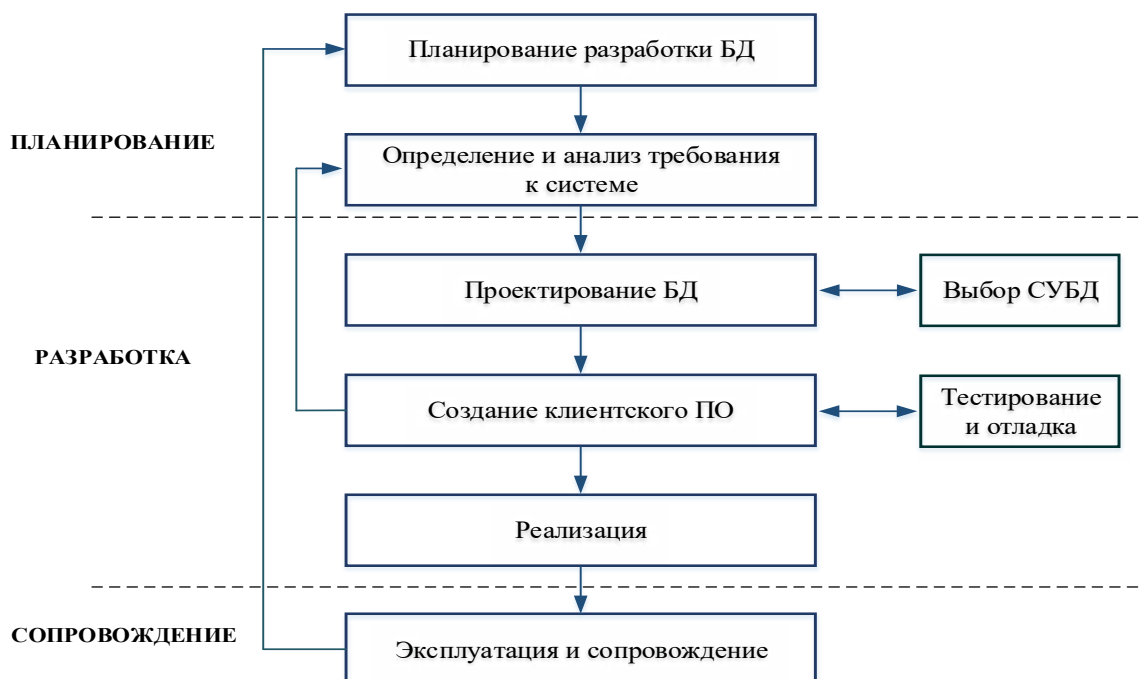 Планирование разработки БД
ПЛАНИРОВАНИЕ
Определение и анализ требования
к системе
Проектирование БД
Выбор СУБД
РАЗРАБОТКА
Создание клиентского ПО
Тестирование
и отладка
Реализация
СОПРОВОЖДЕНИЕ
Эксплуатация и сопровождение